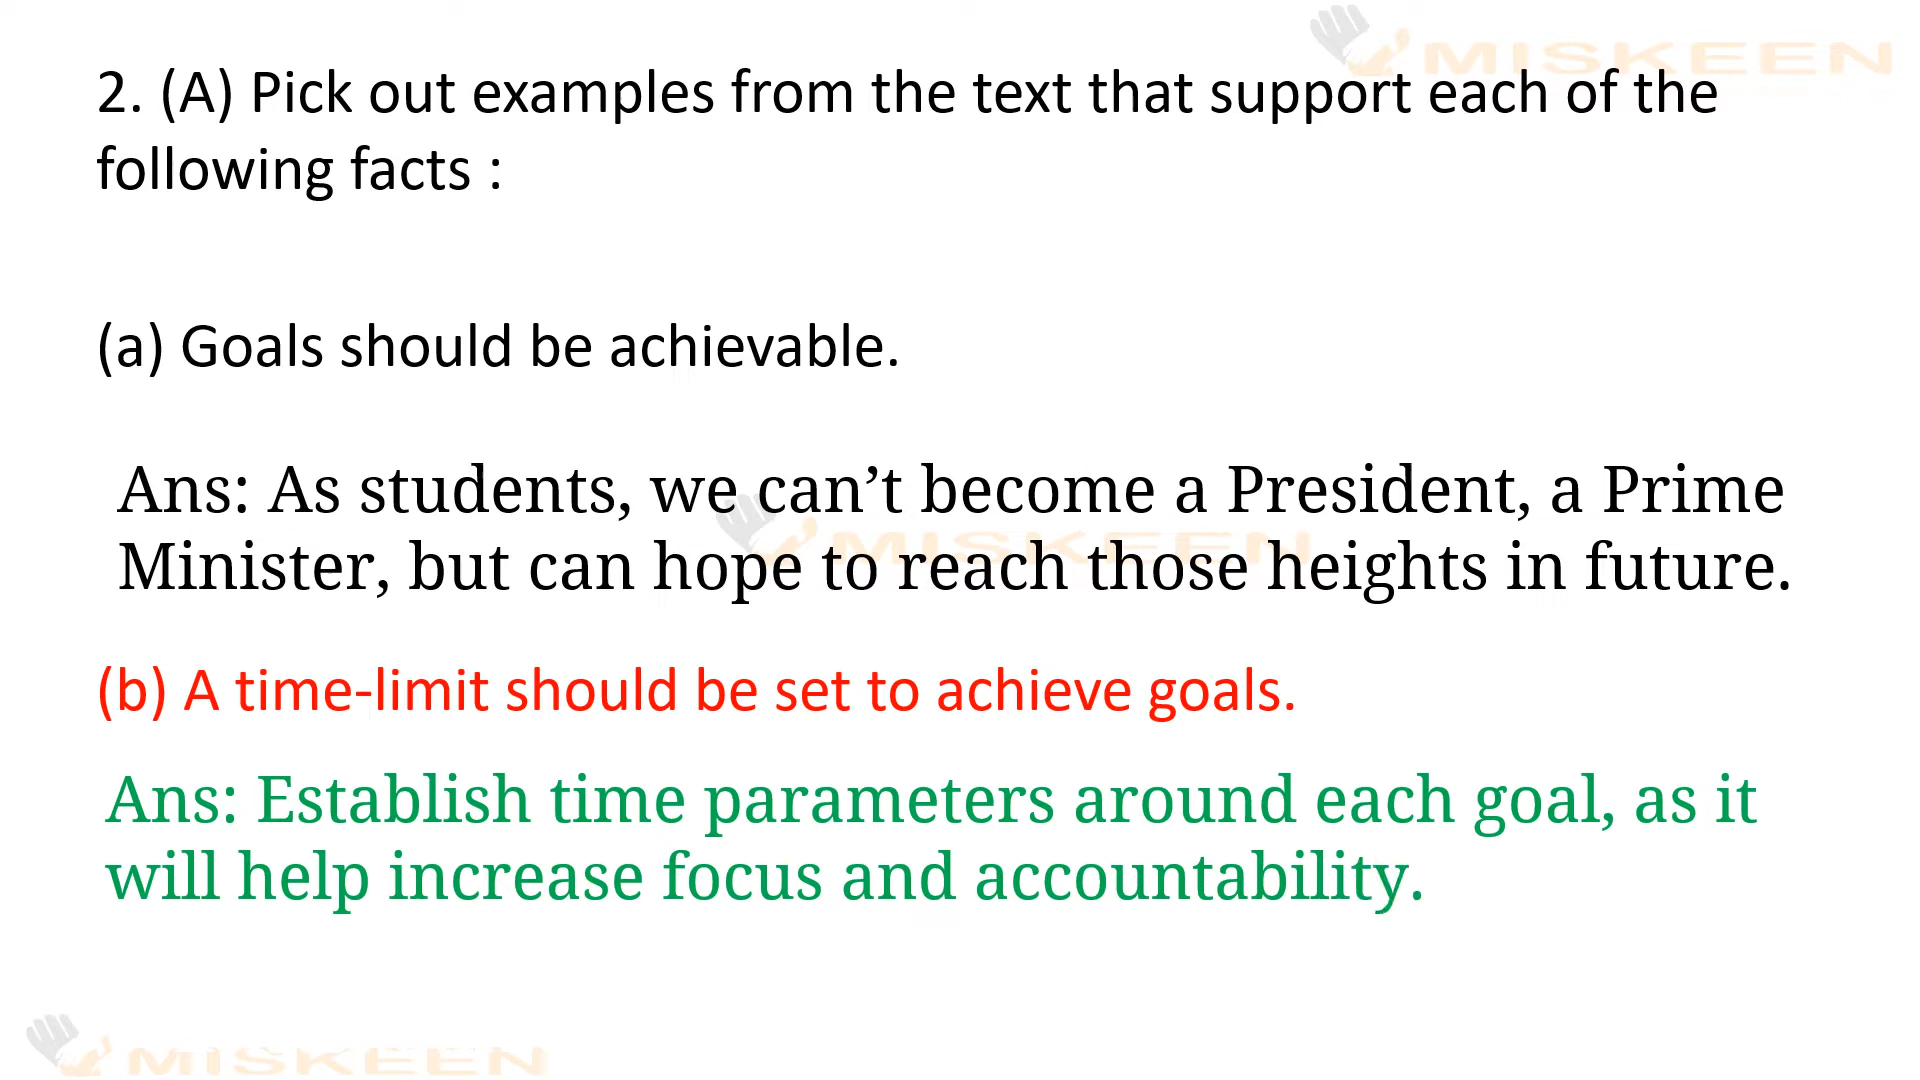 MISKEEN
2. (A) Pick out examples from the text that support each of the
following facts :
(a) Goals should be achievable.
Ans: As students, we can’t become a President, a Prime
Minister, but can hope to reach those heights in future.
MISKEEN
(b) A time-limit should be set to achieve goals.
Ans: Establish time parameters around each goal, as it
will help increase focus and accountability.
MISKEEN